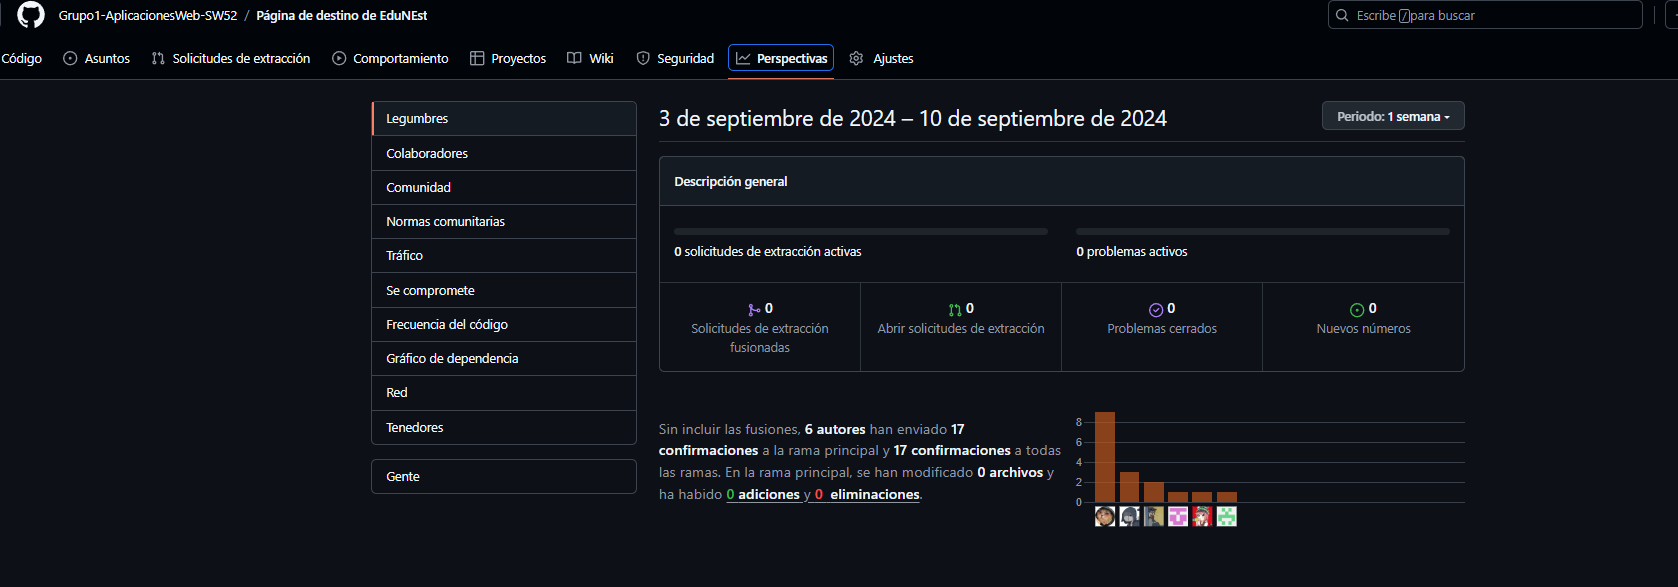 Grupo1-AplicacionesWeb-SW52 / Página de destino de EduNEst
Escribe / para buscar
Código Asuntos Solicitudes de extracción Comportamiento Proyectos Wiki Seguridad Perspectivas Ajustes
Legumbres
Colaboradores
Comunidad
Normas comunitarias
Tráfico
Se compromete
Frecuencia del código
Gráfico de dependencia
Red
Tenedores
Gente
3 de septiembre de 2024 – 10 de septiembre de 2024
Periodo: 1 semana
Descripción general
0 solicitudes de extracción activas
0 problemas activos
0
Solicitudes de extracción
fusionadas
0
Abrir solicitudes de extracción
0
Problemas cerrados
0
Nuevos números
Sin incluir las fusiones, 6 autores han enviado 17
confirmaciones a la rama principal y 17 confirmaciones a todas
las ramas. En la rama principal, se han modificado 0 archivos y
ha habido 0 adiciones y 0 eliminaciones.
8
6
4
2
0